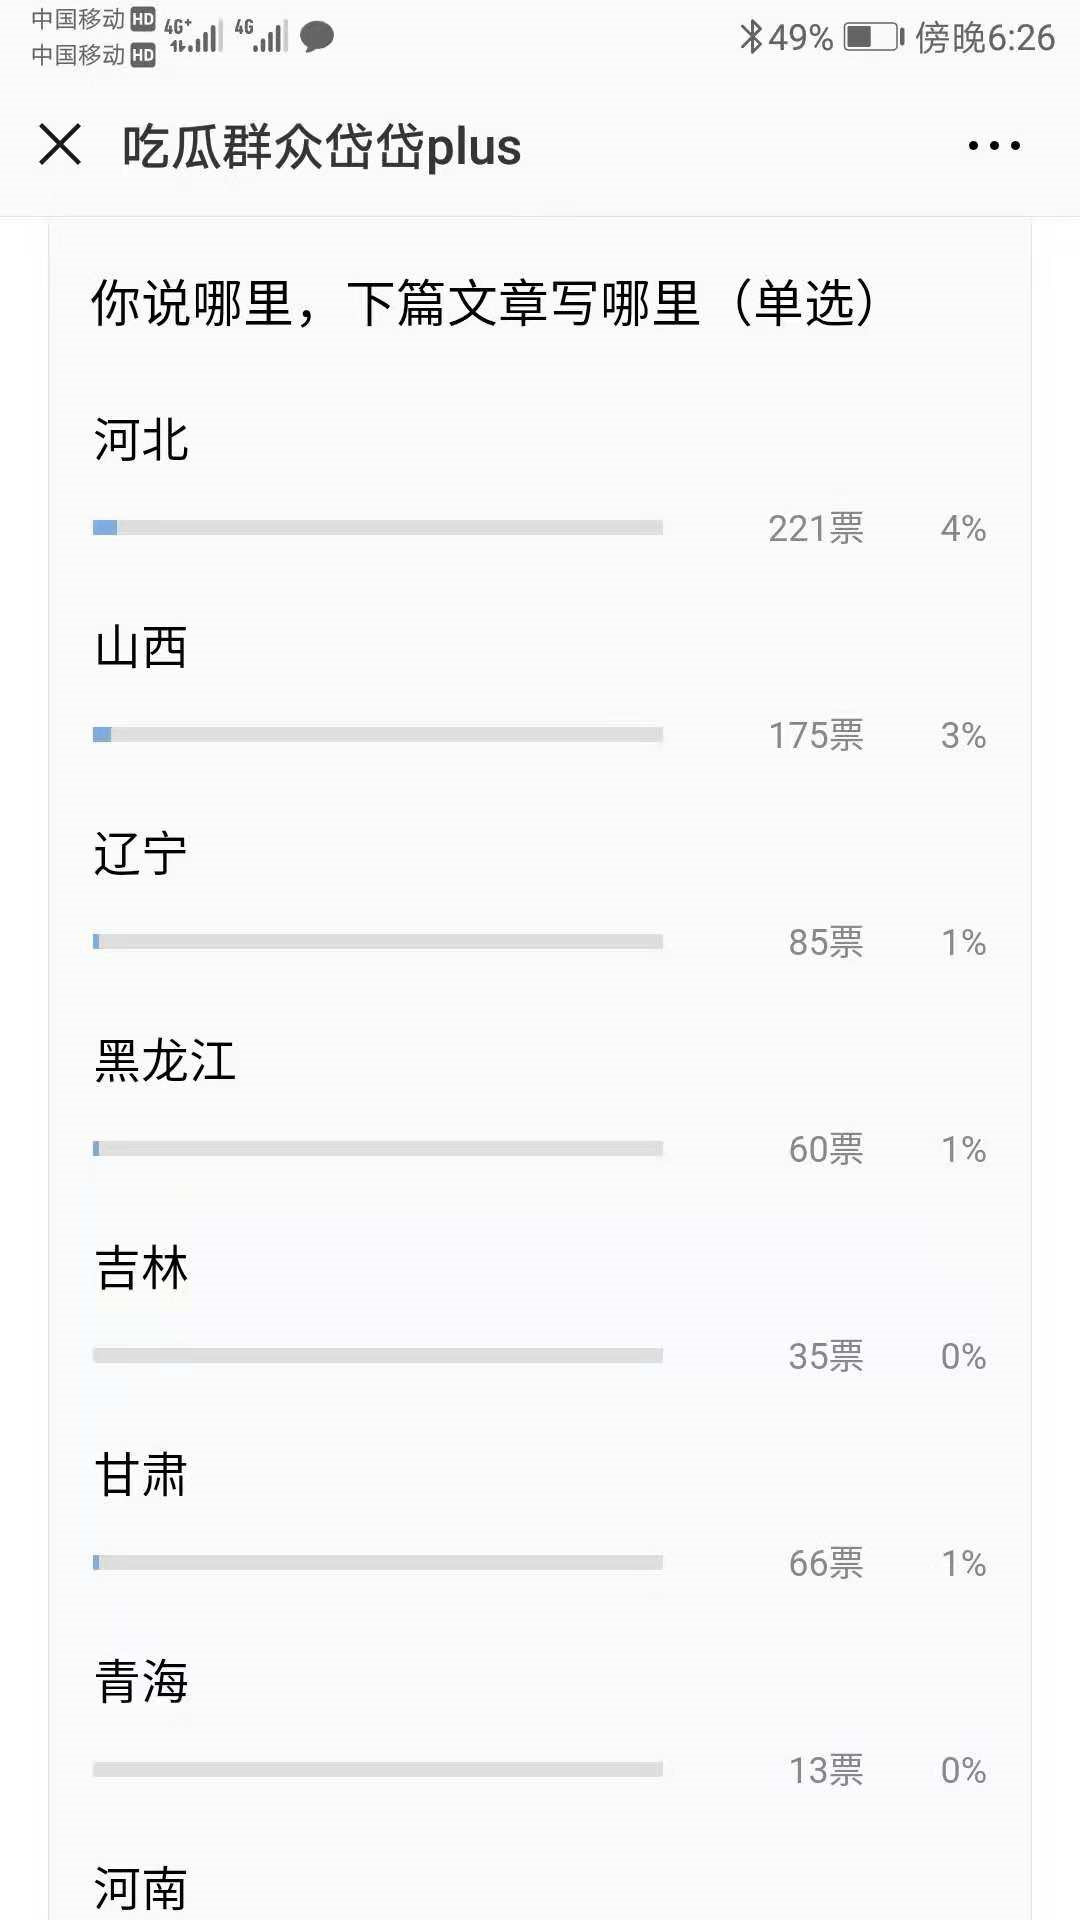 中国移动 HD 4G+ 4G 49% 傍晚6:26
中国移动 HD
吃瓜群众岱岱plus
你说哪里，下篇文章写哪里（单选）
河北
221票 4%
山西
175票 3%
辽宁
85票 1%
黑龙江
60票 1%
吉林
35票 0%
甘肃
66票 1%
青海
13票 0%
河南